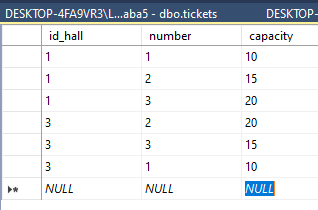 DESKTOP-4FA9VR3\L...aba5 - dbo.tickets DESKTOP-
id_hall number capacity
1 1 10
1 2 15
1 3 20
3 2 20
3 3 15
3 1 10
NULL NULL NULL